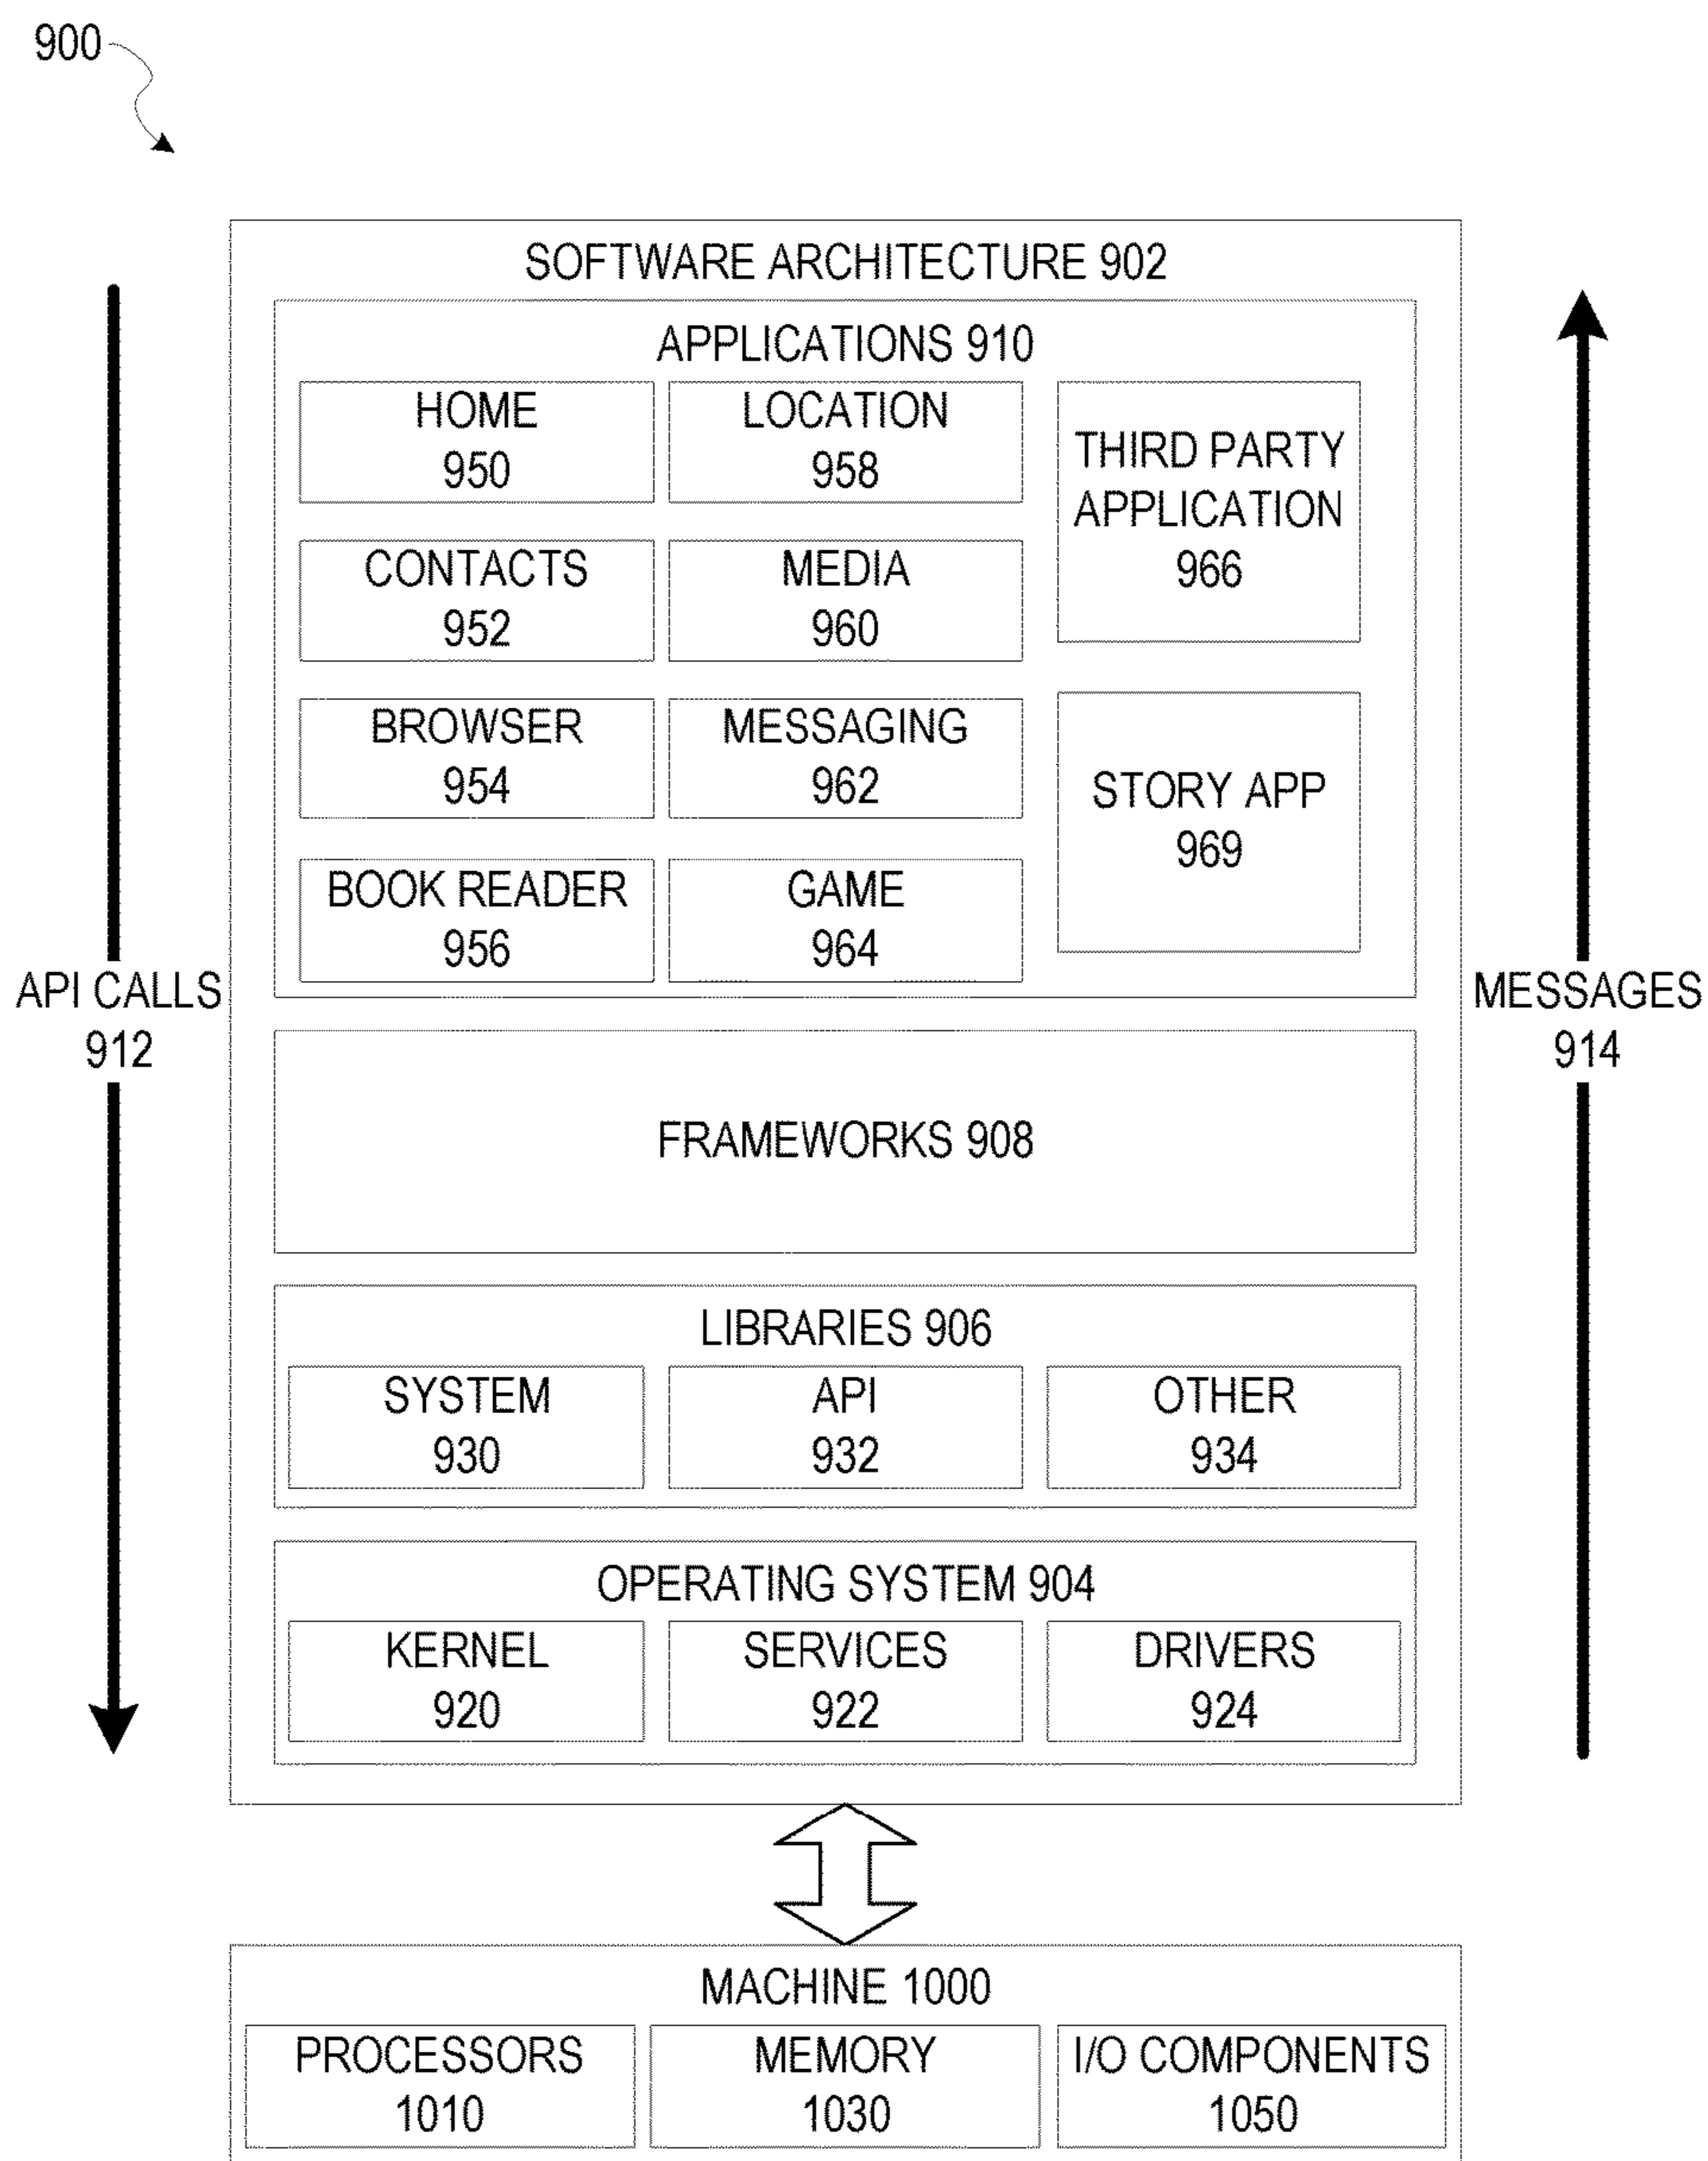 900
SOFTWARE ARCHITECTURE 902
APPLICATIONS 910
HOME
950
LOCATION
958
THIRD PARTY
APPLICATION
966
CONTACTS
952
MEDIA
960
BROWSER
954
MESSAGING
962
STORY APP
969
BOOK READER
956
GAME
964
API CALLS
912
MESSAGES
914
FRAMEWORKS 908
LIBRARIES 906
SYSTEM
930
API
932
OTHER
934
OPERATING SYSTEM 904
KERNEL
920
SERVICES
922
DRIVERS
924
MACHINE 1000
PROCESSORS
1010
MEMORY
1030
I/O COMPONENTS
1050